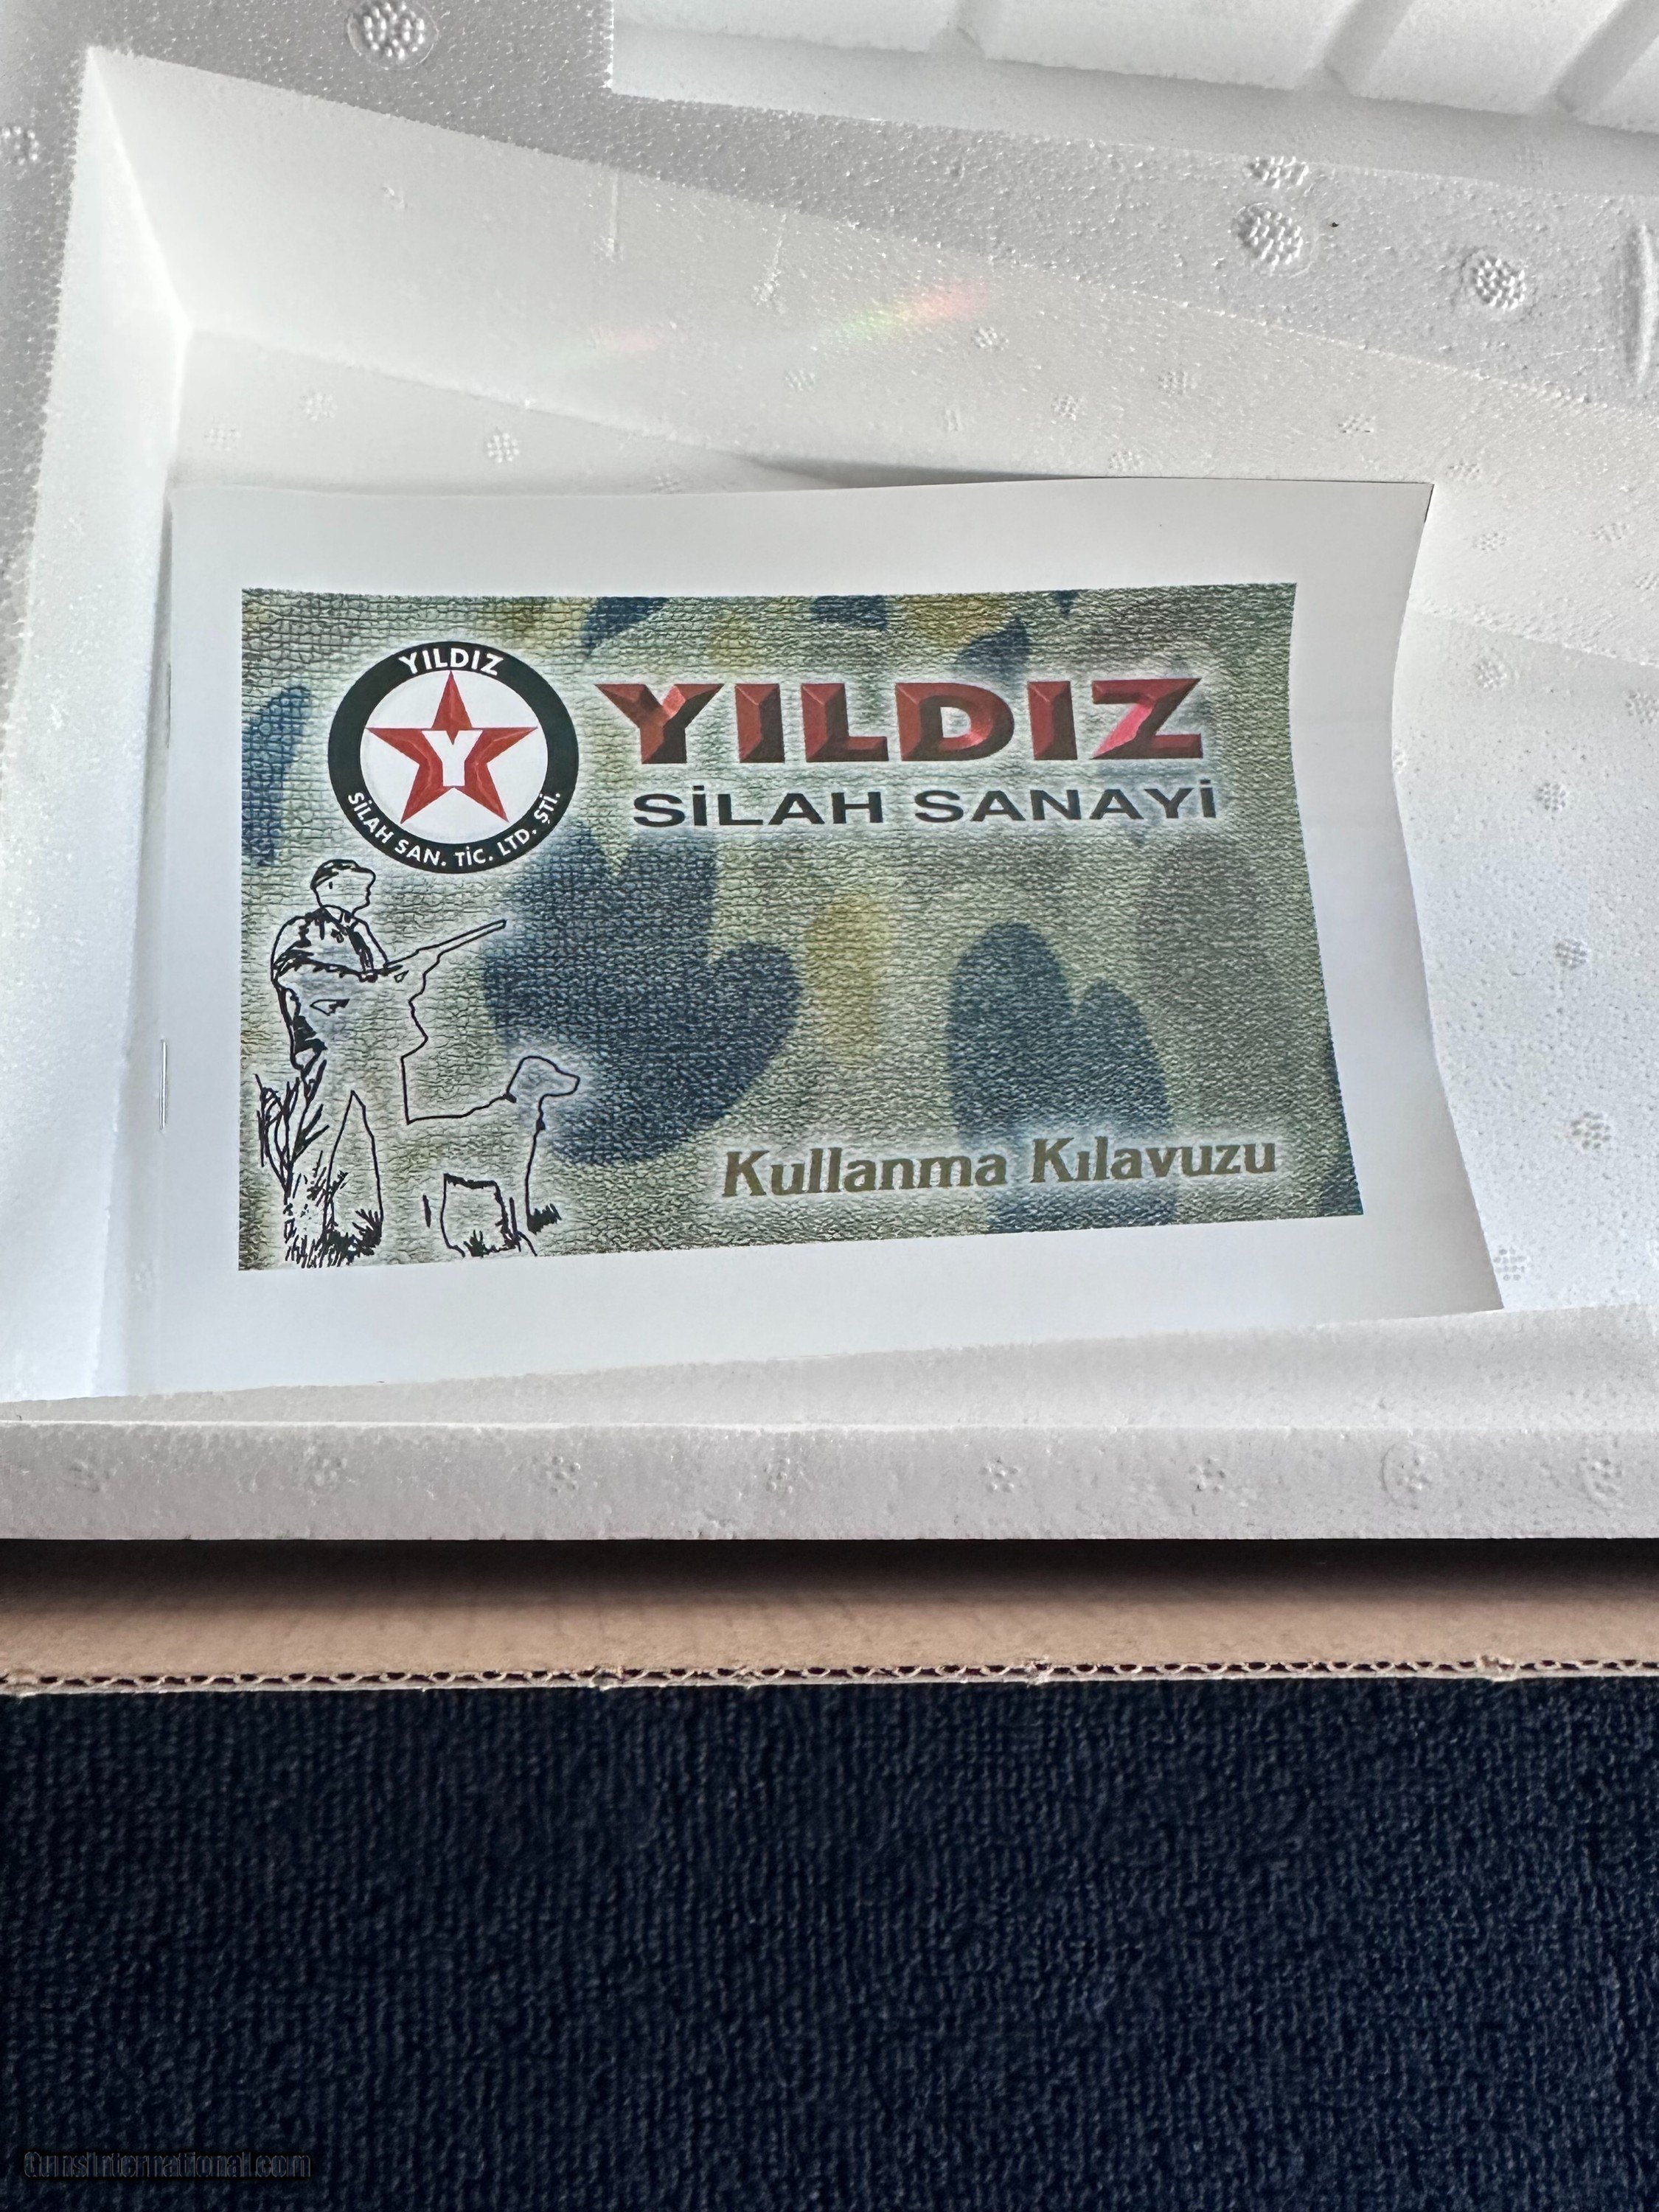 YILDIZ
Y
SİLAH SAN. TİC. LTD. ŞTİ.
YILDIZ
SİLAH SANAYİ
Kullanma Kılavuzu
GunsInternational.com